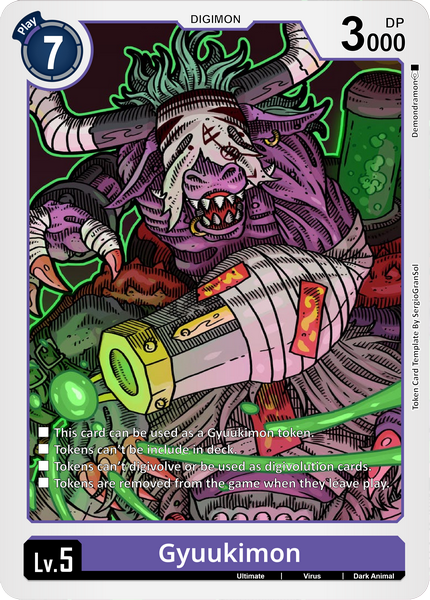 Play
7
DIGIMON
DP
3000
Demondramon©
Token Card Template By SergioGranSol
This card can be used as a Gyuukimon token.
Tokens can't be include in deck.
Tokens can't digivolve or be used as digivolution cards.
Tokens are removed from the game when they leave play.
Lv.5
Gyuukimon
Ultimate | Virus | Dark Animal